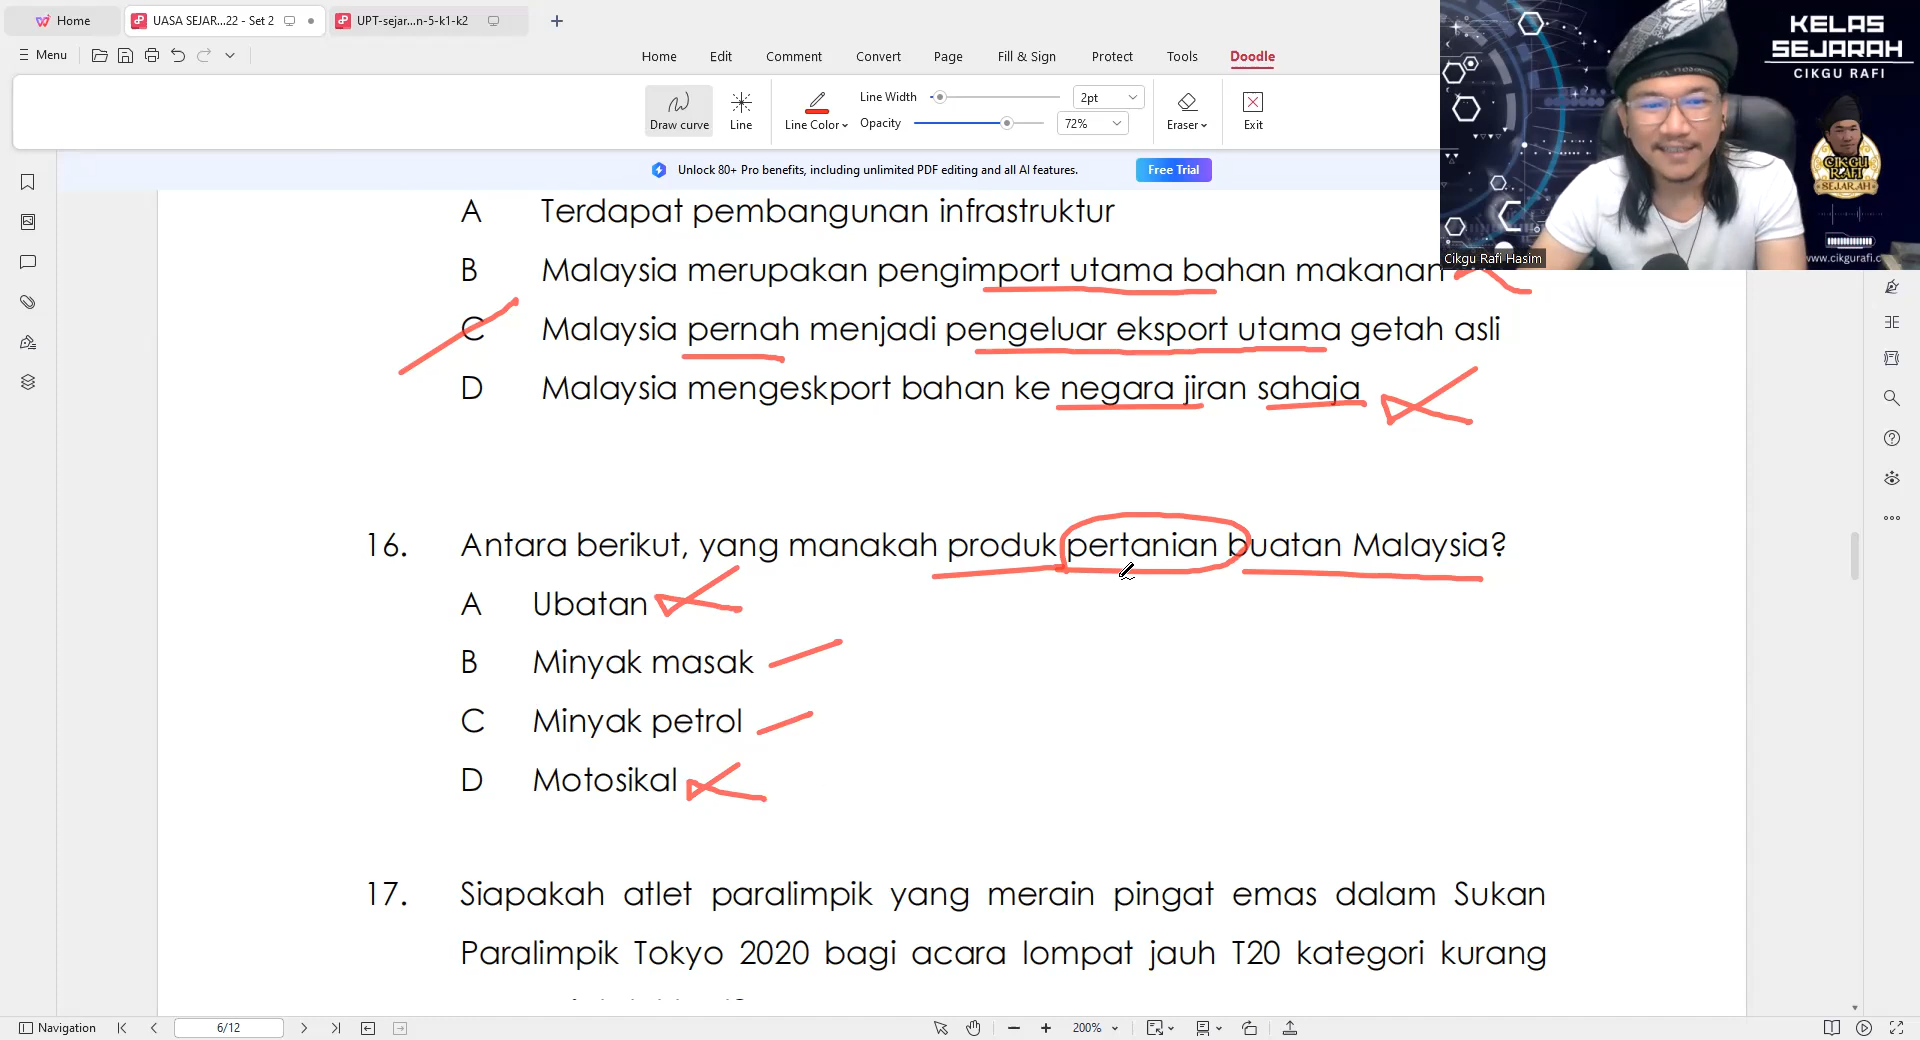 Home
UASA SEJAR...22 - Set 2
UPT-sejar...n-5-k1-k2
Menu
Home Edit Comment Convert Page Fill & Sign Protect Tools Doodle
Draw curve
Line
Line Color
Line Width
2pt
Opacity
72%
Eraser
Exit
Unlock 80+ Pro benefits, including unlimited PDF editing and all AI features.
Free Trial
KELAS
SEJARAH
CIKGU RAFI
CIKGU
RAFI
SEJARAH
www.cikgurafi.c
Cikgu Rafi Hasim
A Terdapat pembangunan infrastruktur
B Malaysia merupakan pengimport utama bahan makanan
C Malaysia pernah menjadi pengeluar eksport utama getah asli
D Malaysia mengeskport bahan ke negara jiran sahaja
16. Antara berikut, yang manakah produk pertanian buatan Malaysia?
A Ubatan
B Minyak masak
C Minyak petrol
D Motosikal
17. Siapakah atlet paralimpik yang merain pingat emas dalam Sukan
Paralimpik Tokyo 2020 bagi acara lompat jauh T20 kategori kurang
Navigation
6/12
200%